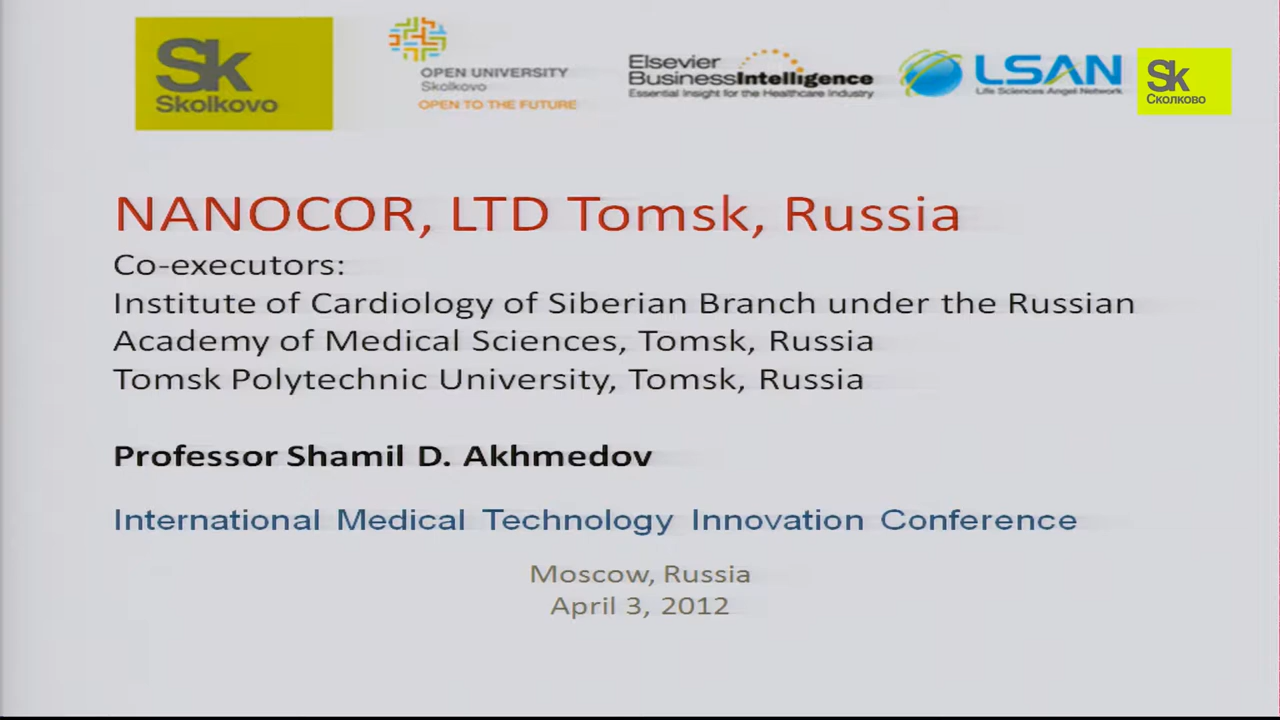 Sk
Skolkovo
OPEN UNIVERSITY
Skolkovo
OPEN TO THE FUTURE
Elsevier
BusinessIntelligence
Essential Insight for the Healthcare Industry
LSAN
Life Sciences Angel Network
Sk
Сколково
NANOCOR, LTD Tomsk, Russia
Co-executors:
Institute of Cardiology of Siberian Branch under the Russian
Academy of Medical Sciences, Tomsk, Russia
Tomsk Polytechnic University, Tomsk, Russia
Professor Shamil D. Akhmedov
International Medical Technology Innovation Conference
Moscow, Russia
April 3, 2012